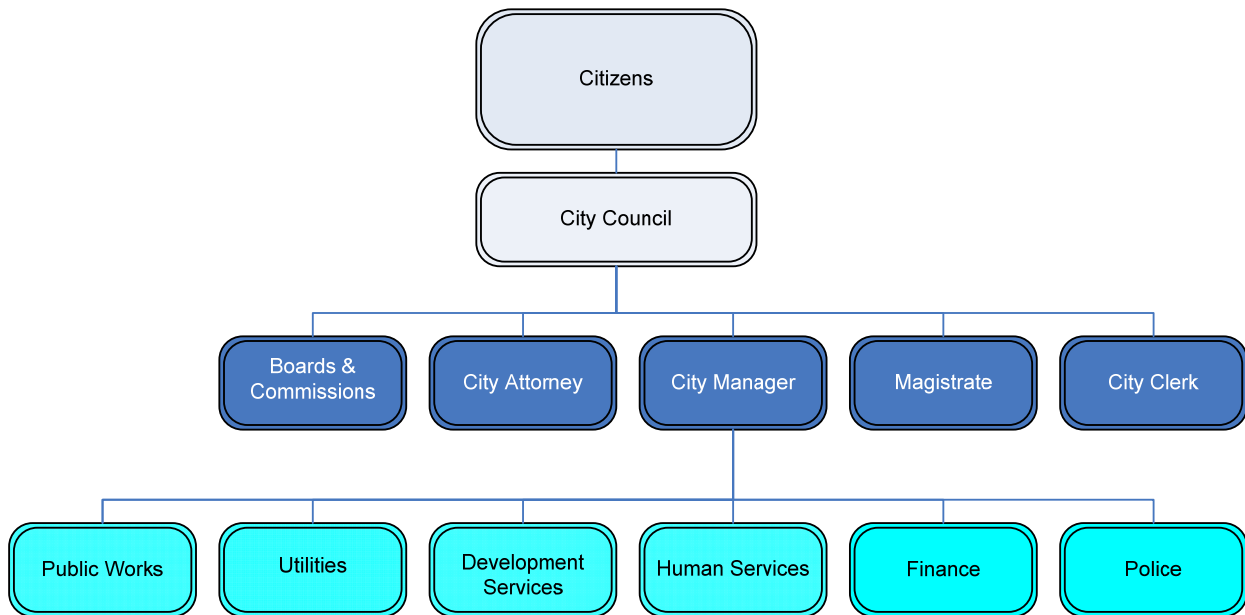 Citizens
City Council
Boards &
Commissions
City Attorney
City Manager
Magistrate
City Clerk
Public Works
Utilities
Development
Services
Human Services
Finance
Police